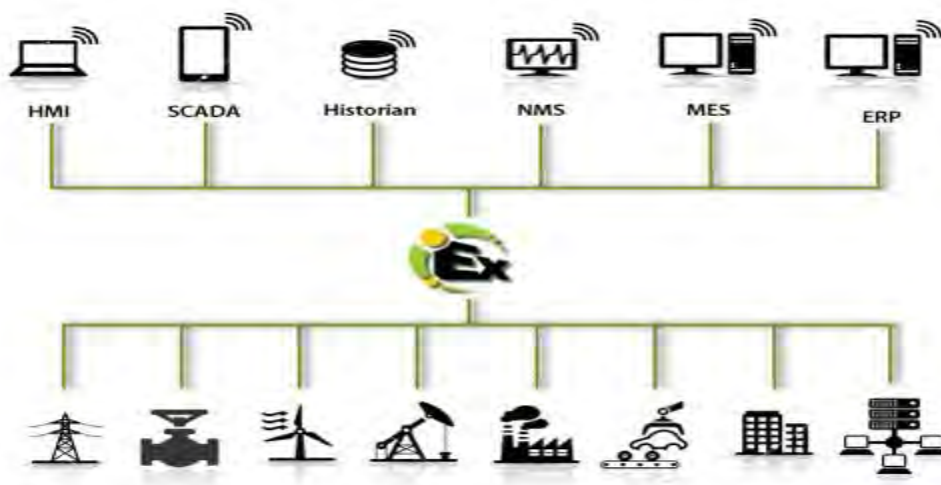 HMI
SCADA
Historian
NMS
MES
ERP
Ex